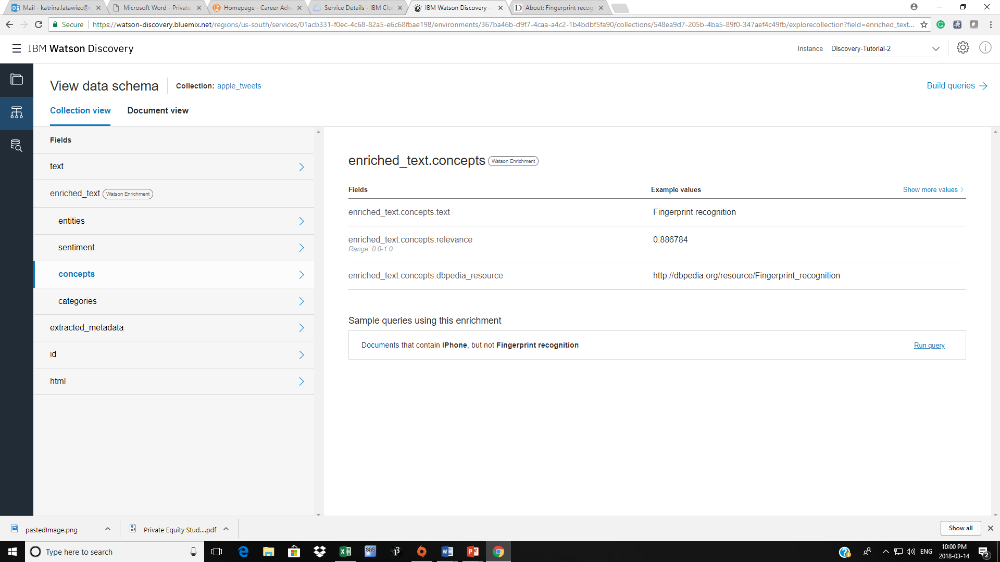 Mail - katrina.latawiec@
Microsoft Word - Private
Homepage - Career Adv
Service Details - IBM Clo
IBM Watson Discovery -
D About: Fingerprint recog
Secure https://watson-discovery.bluemix.net/regions/us-south/services/01acb331-f0ec-4c68-82a5-e6c68fbae198/environments/367ba46b-d9f7-4caa-a4c2-1b4bdbf5fa90/collections/548ea9d7-205b-4ba5-89f0-347aef4c49fb/explorecollection?field=enriched_text...
IBM Watson Discovery
Instance Discovery-Tutorial-2
View data schema
Collection: apple_tweets
Build queries
Collection view Document view
Fields
text
enriched_text Watson Enrichment
entities
sentiment
concepts
categories
extracted_metadata
id
html
enriched_text.concepts Watson Enrichment
Fields Example values Show more values
enriched_text.concepts.text Fingerprint recognition
enriched_text.concepts.relevance 0.886784
Range: 0.0-1.0
enriched_text.concepts.dbpedia_resource http://dbpedia.org/resource/Fingerprint_recognition
Sample queries using this enrichment
Documents that contain IPhone, but not Fingerprint recognition Run query
pastedImage.png
Private Equity Stud....pdf
Show all
Type here to search
ENG
10:00 PM
2018-03-14
2